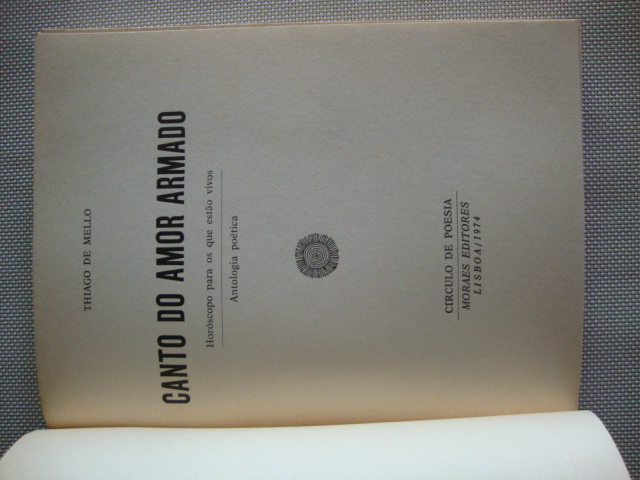 THIAGO DE MELLO
CANTO DO AMOR ARMADO
Horóscopo para os que estão vivos
Antologia poética
CIRCULO DE POESIA
MORAES EDITORES
LISBOA/1974